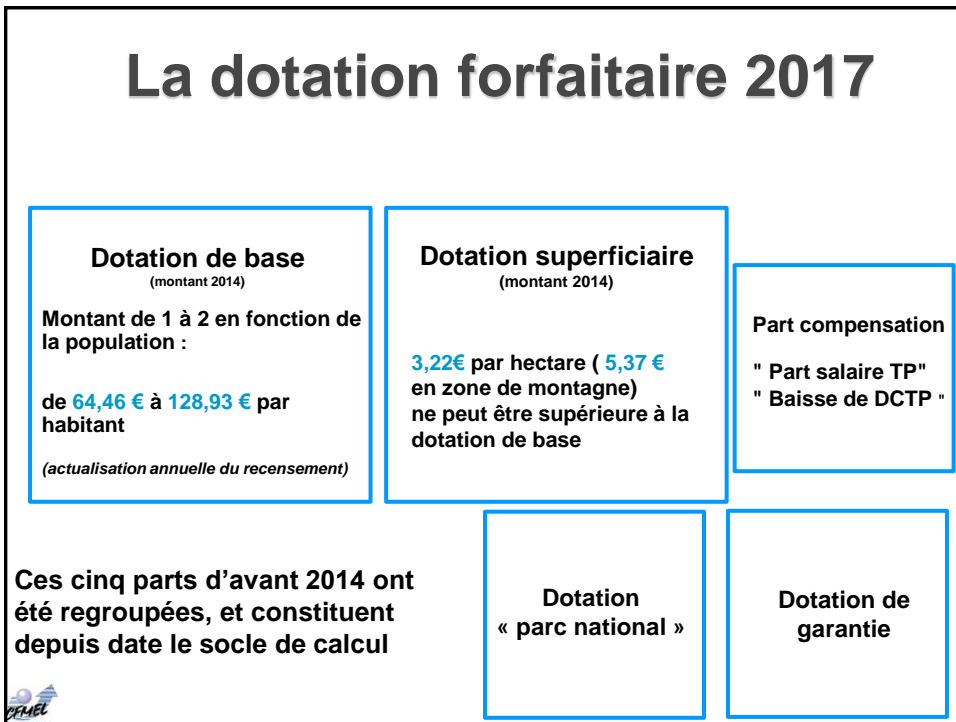 La dotation forfaitaire 2017
Dotation de base
(montant 2014)
Montant de 1 à 2 en fonction de
la population :
de 64,46 € à 128,93 € par
habitant
(actualisation annuelle du recensement)
Dotation superficiaire
(montant 2014)
3,22€ par hectare ( 5,37 €
en zone de montagne)
ne peut être supérieure à la
dotation de base
Part compensation
" Part salaire TP"
" Baisse de DCTP "
Ces cinq parts d’avant 2014 ont
été regroupées, et constituent
depuis date le socle de calcul
Dotation
« parc national »
Dotation de
garantie
CFMEL